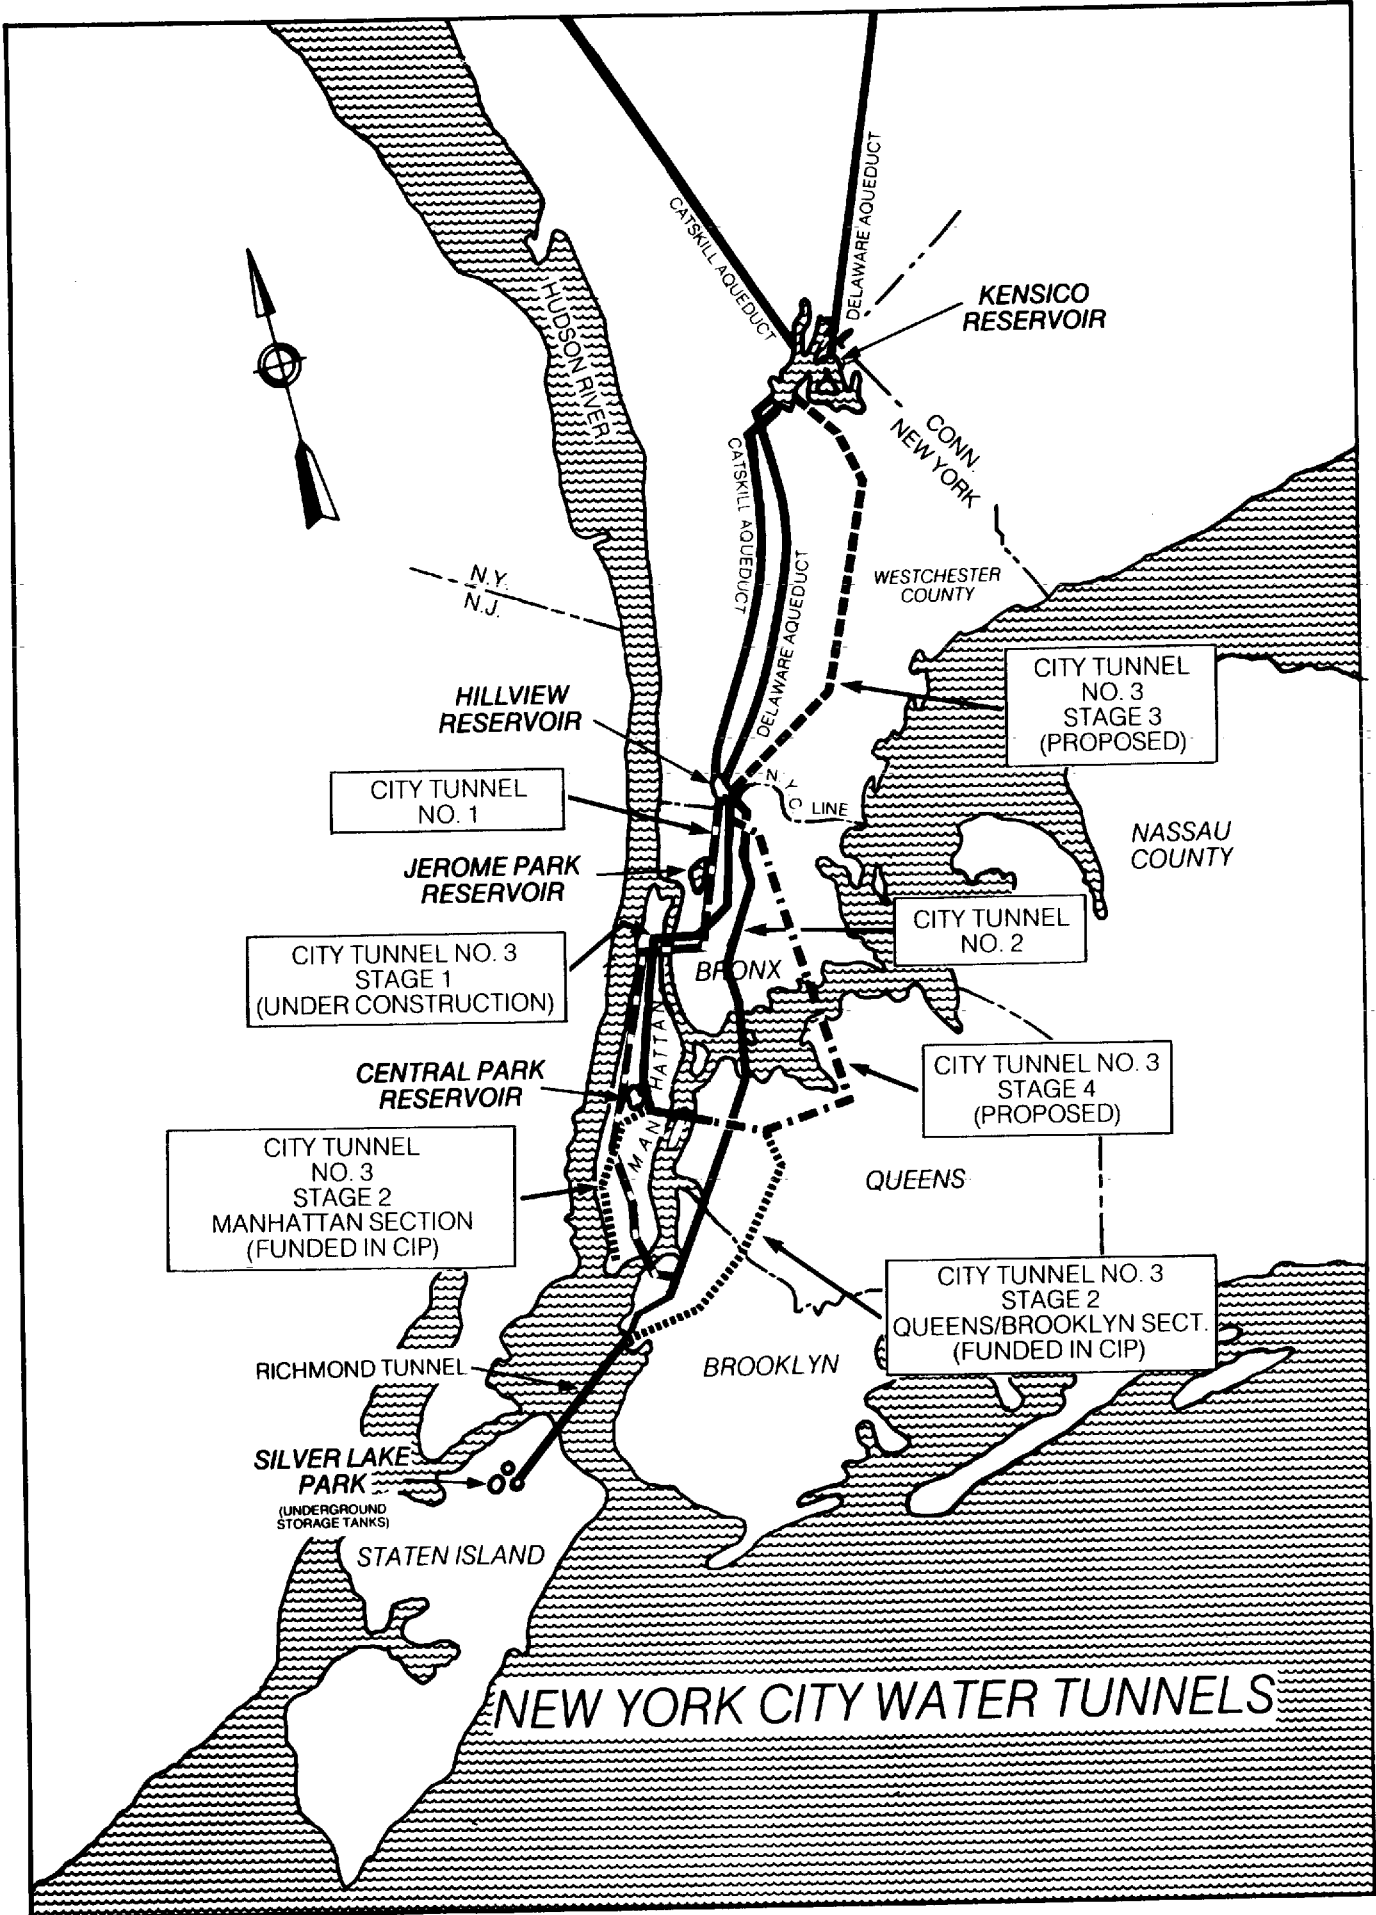 CATSKILL AQUEDUCT
DELAWARE AQUEDUCT
KENSICO
RESERVOIR
HUDSON RIVER
CONN.
NEW YORK
CATSKILL AQUEDUCT
DELAWARE AQUEDUCT
WESTCHESTER
COUNTY
N.Y.
N.J.
CITY TUNNEL
NO. 3
STAGE 3
(PROPOSED)
HILLVIEW
RESERVOIR
N.Y.C. LINE
CITY TUNNEL
NO. 1
NASSAU
COUNTY
JEROME PARK
RESERVOIR
CITY TUNNEL
NO. 2
CITY TUNNEL NO. 3
STAGE 1
(UNDER CONSTRUCTION)
BRONX
MANHATTAN
CENTRAL PARK
RESERVOIR
CITY TUNNEL NO. 3
STAGE 4
(PROPOSED)
CITY TUNNEL
NO. 3
STAGE 2
MANHATTAN SECTION
(FUNDED IN CIP)
QUEENS
CITY TUNNEL NO. 3
STAGE 2
QUEENS/BROOKLYN SECT.
(FUNDED IN CIP)
RICHMOND TUNNEL
BROOKLYN
SILVER LAKE
PARK
(UNDERGROUND
STORAGE TANKS)
STATEN ISLAND
NEW YORK CITY WATER TUNNELS